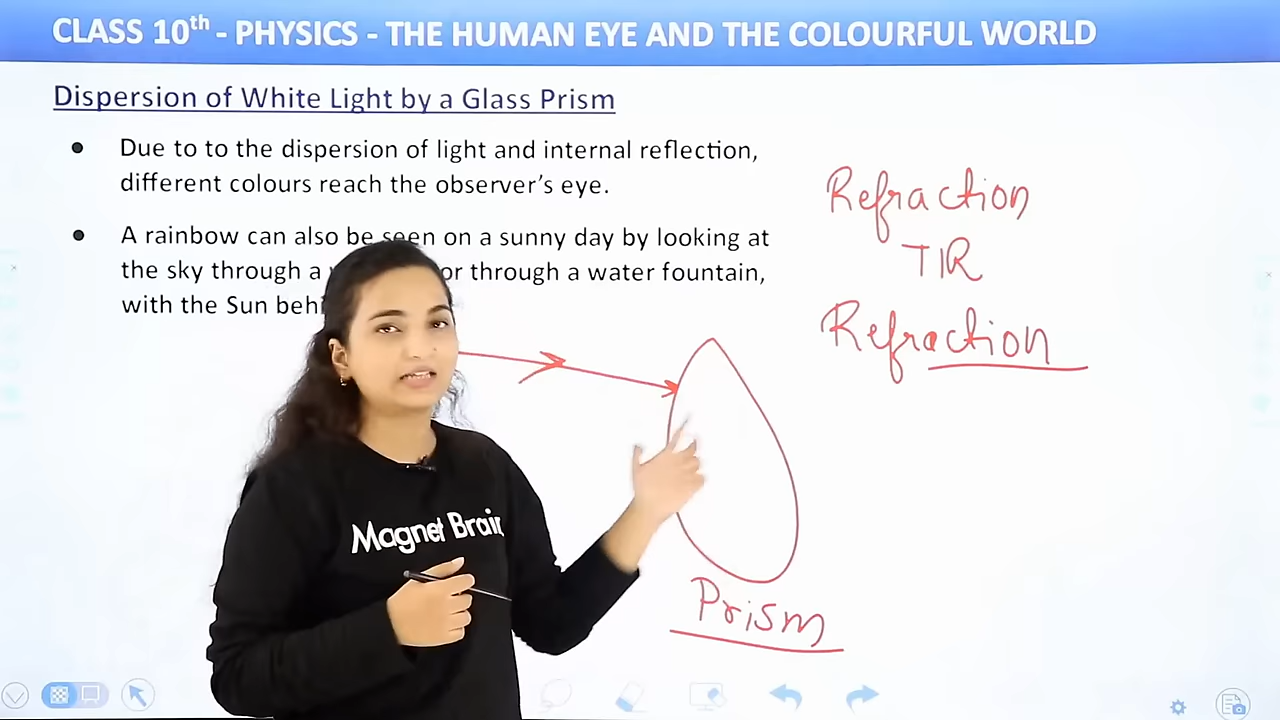 CLASS 10th - PHYSICS - THE HUMAN EYE AND THE COLOURFUL WORLD
Dispersion of White Light by a Glass Prism
• Due to to the dispersion of light and internal reflection,
different colours reach the observer's eye.
• A rainbow can also be seen on a sunny day by looking at
the sky through a or through a water fountain,
with the Sun
Refraction
TIR
Refraction
Magnet Brain
Prism